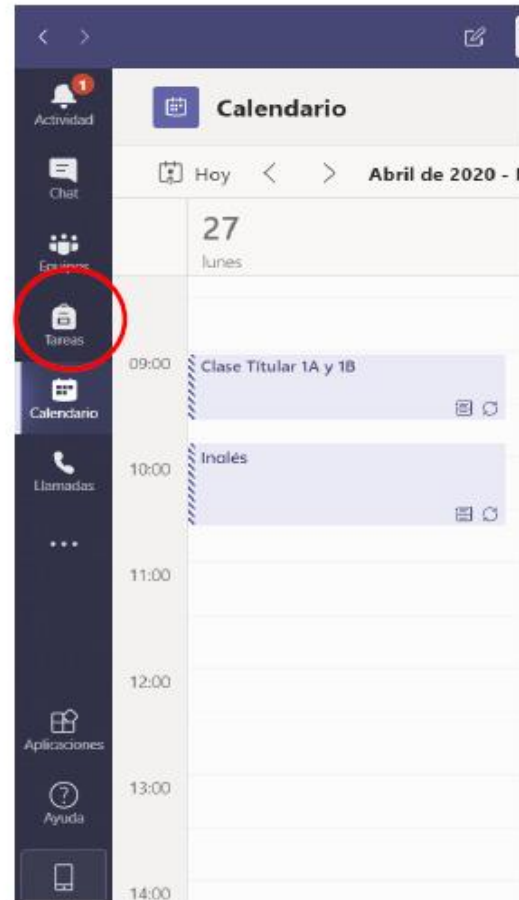 1
Actividad
Chat
Equipos
Tareas
Calendario
Llamadas
Aplicaciones
Ayuda
Calendario
Hoy
Abril de 2020 -
27
lunes
09:00
Clase Titular 1A y 1B
10:00
Inglés
11:00
12:00
13:00
14:00